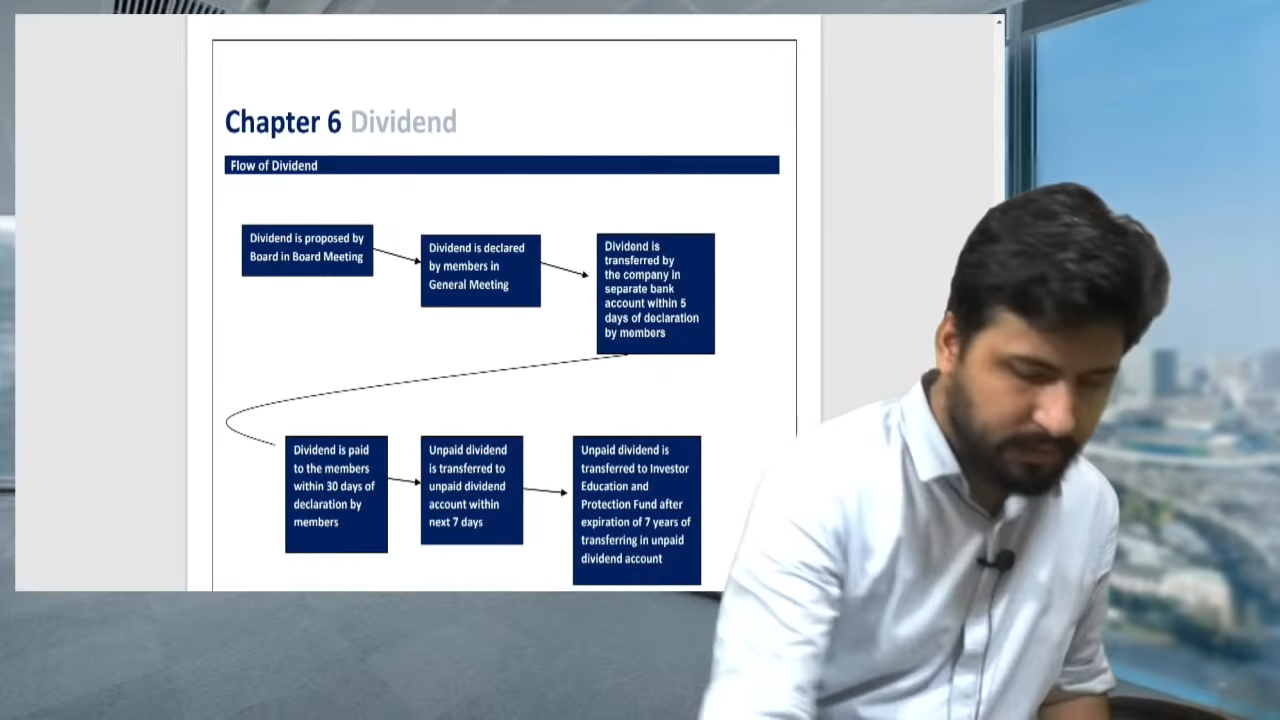 Chapter 6 Dividend
Flow of Dividend
Dividend is proposed by
Board in Board Meeting
Dividend is declared
by members in
General Meeting
Dividend is
transferred by
the company in
separate bank
account within 5
days of declaration
by members
Dividend is paid
to the members
within 30 days of
declaration by
members
Unpaid dividend
is transferred to
unpaid dividend
account within
next 7 days
Unpaid dividend is
transferred to Investor
Education and
Protection Fund after
expiration of 7 years of
transferring in unpaid
dividend account